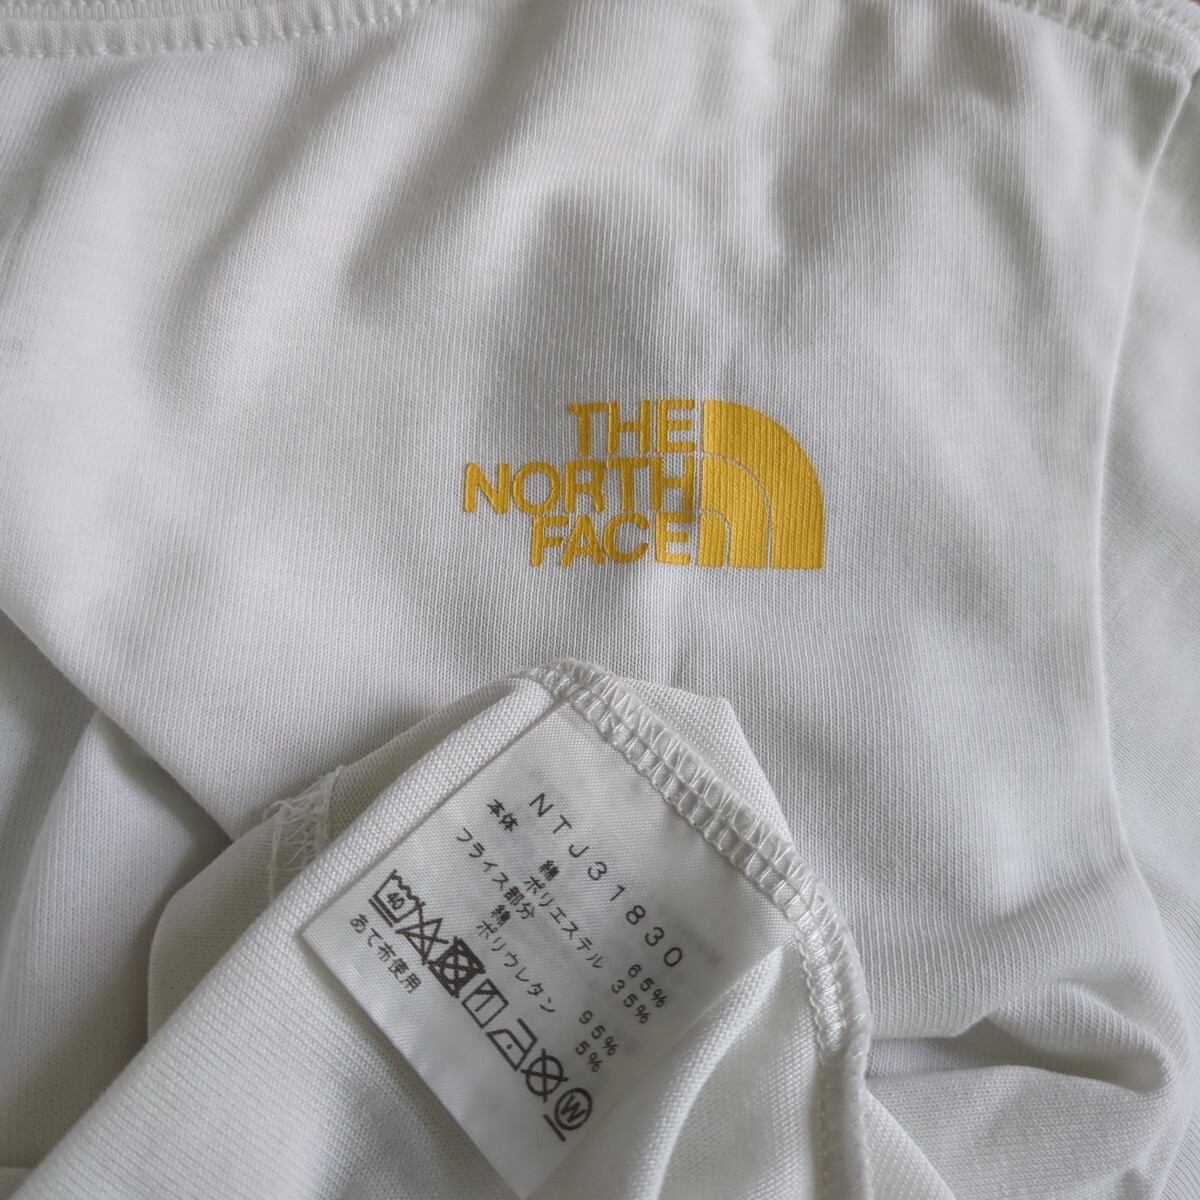 THE
NORTH
FACE
NTJ31830
本体 綿 65%
ポリエステル 35%
フライス部分
綿 95%
ポリウレタン 5%
40
W
あて布使用